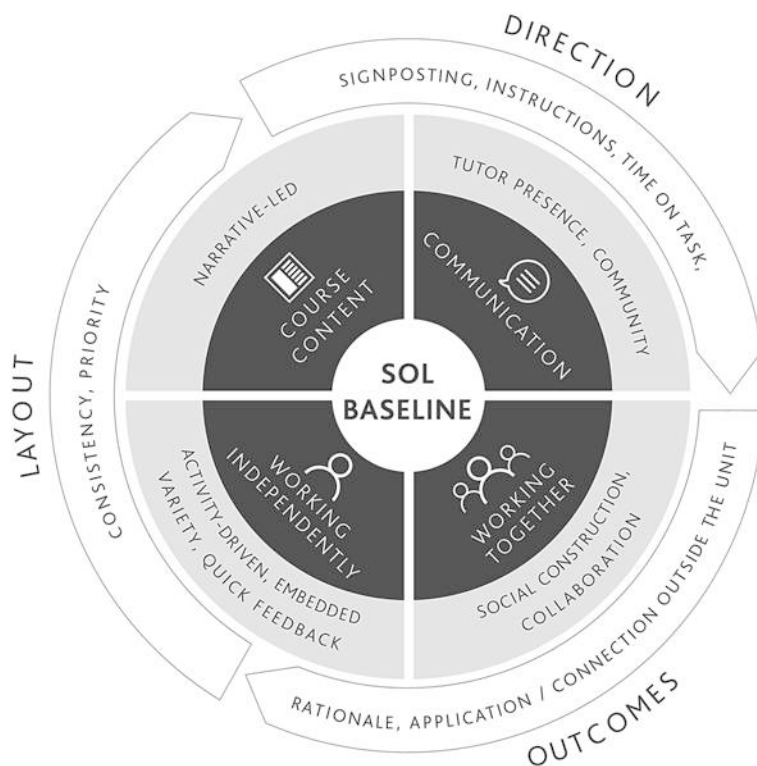 DIRECTION
SIGNPOSTING, INSTRUCTIONS, TIME ON TASK,
LAYOUT
CONSISTENCY, PRIORITY
OUTCOMES
RATIONALE, APPLICATION / CONNECTION OUTSIDE THE UNIT
NARRATIVE-LED
COURSE
CONTENT
TUTOR PRESENCE, COMMUNITY
COMMUNICATION
SOL
BASELINE
WORKING
INDEPENDENTLY
ACTIVITY-DRIVEN, EMBEDDED
VARIETY, QUICK FEEDBACK
WORKING
TOGETHER
SOCIAL CONSTRUCTION,
COLLABORATION